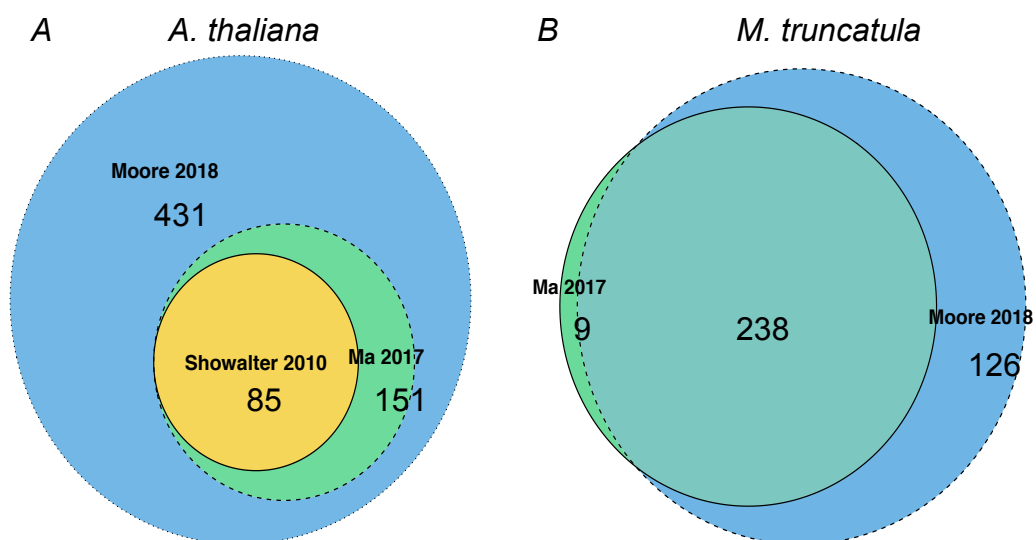 A
A. thaliana
Moore 2018
431
Showalter 2010
85
Ma 2017
151
B
M. truncatula
Ma 2017
9
238
Moore 2018
126